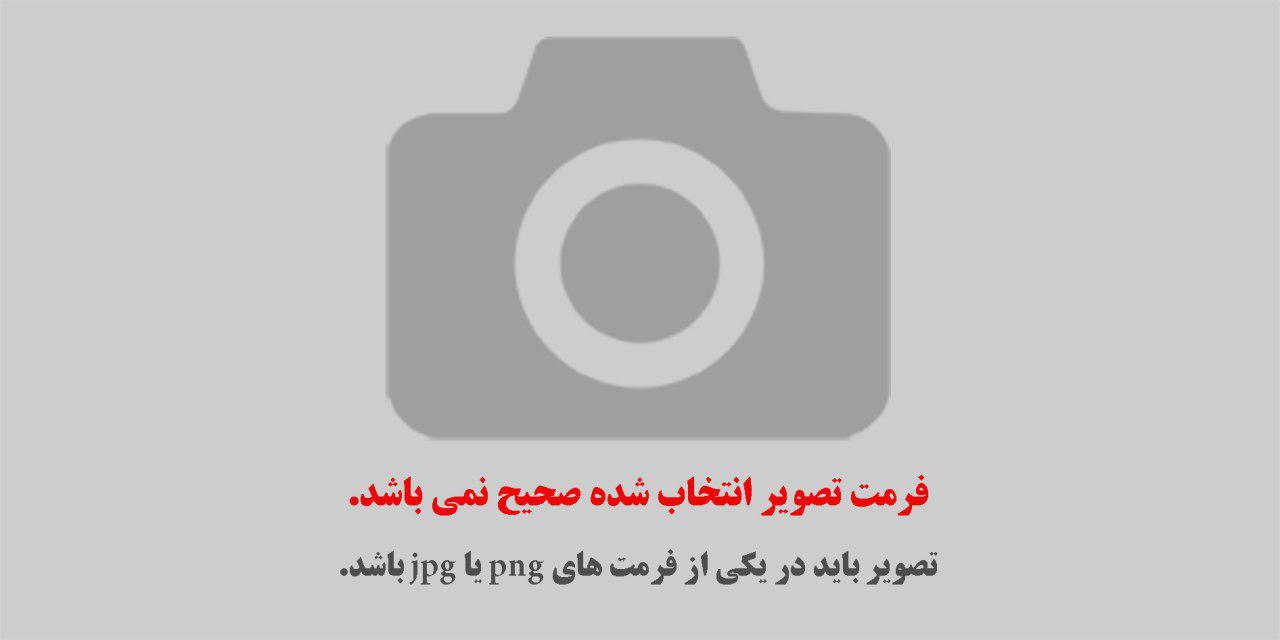 فرمت تصویر انتخاب شده صحیح نمی باشد.
تصویر باید در یکی از فرمت های png یا jpg باشد.